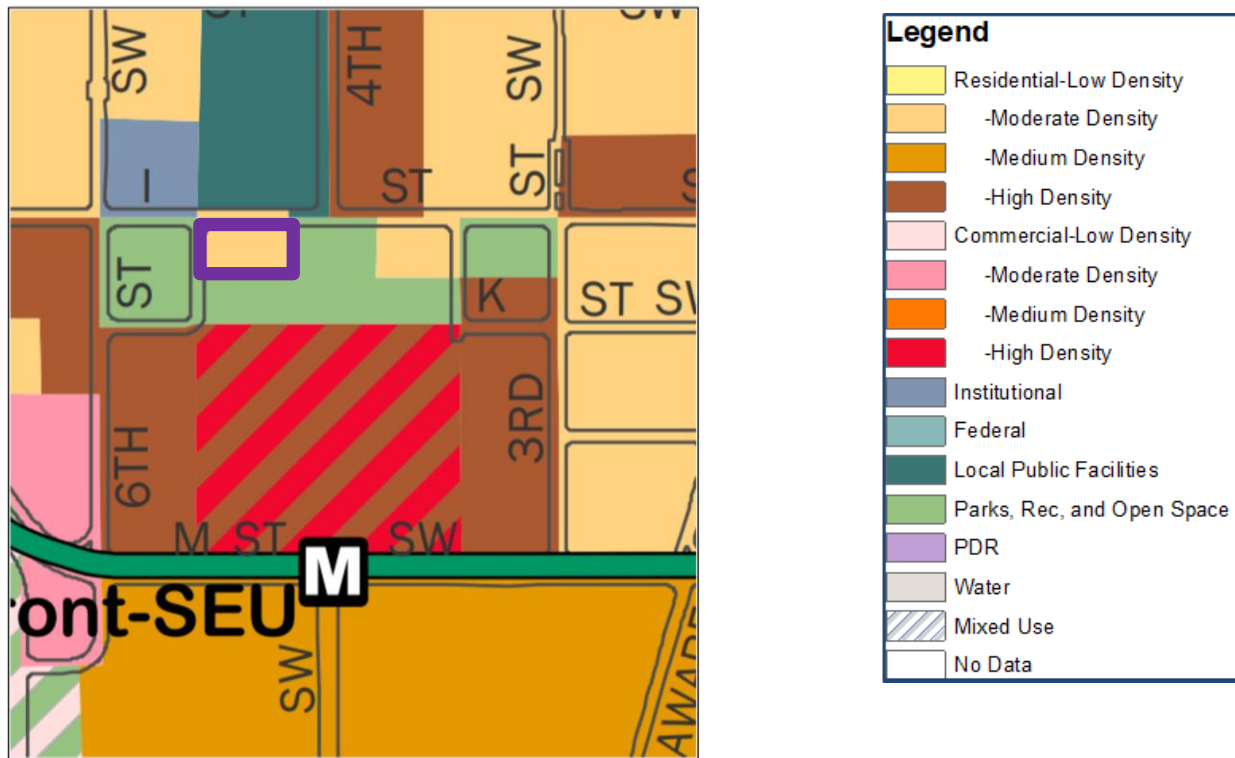 ST
SW
SW
4TH
SW
I
ST
ST
S
ST
K
ST SW
6TH
3RD
M ST SW
M
ont-SEU
SW
Legend
Residential-Low Density
-Moderate Density
-Medium Density
-High Density
Commercial-Low Density
-Moderate Density
-Medium Density
-High Density
Institutional
Federal
Local Public Facilities
Parks, Rec, and Open Space
PDR
Water
Mixed Use
No Data